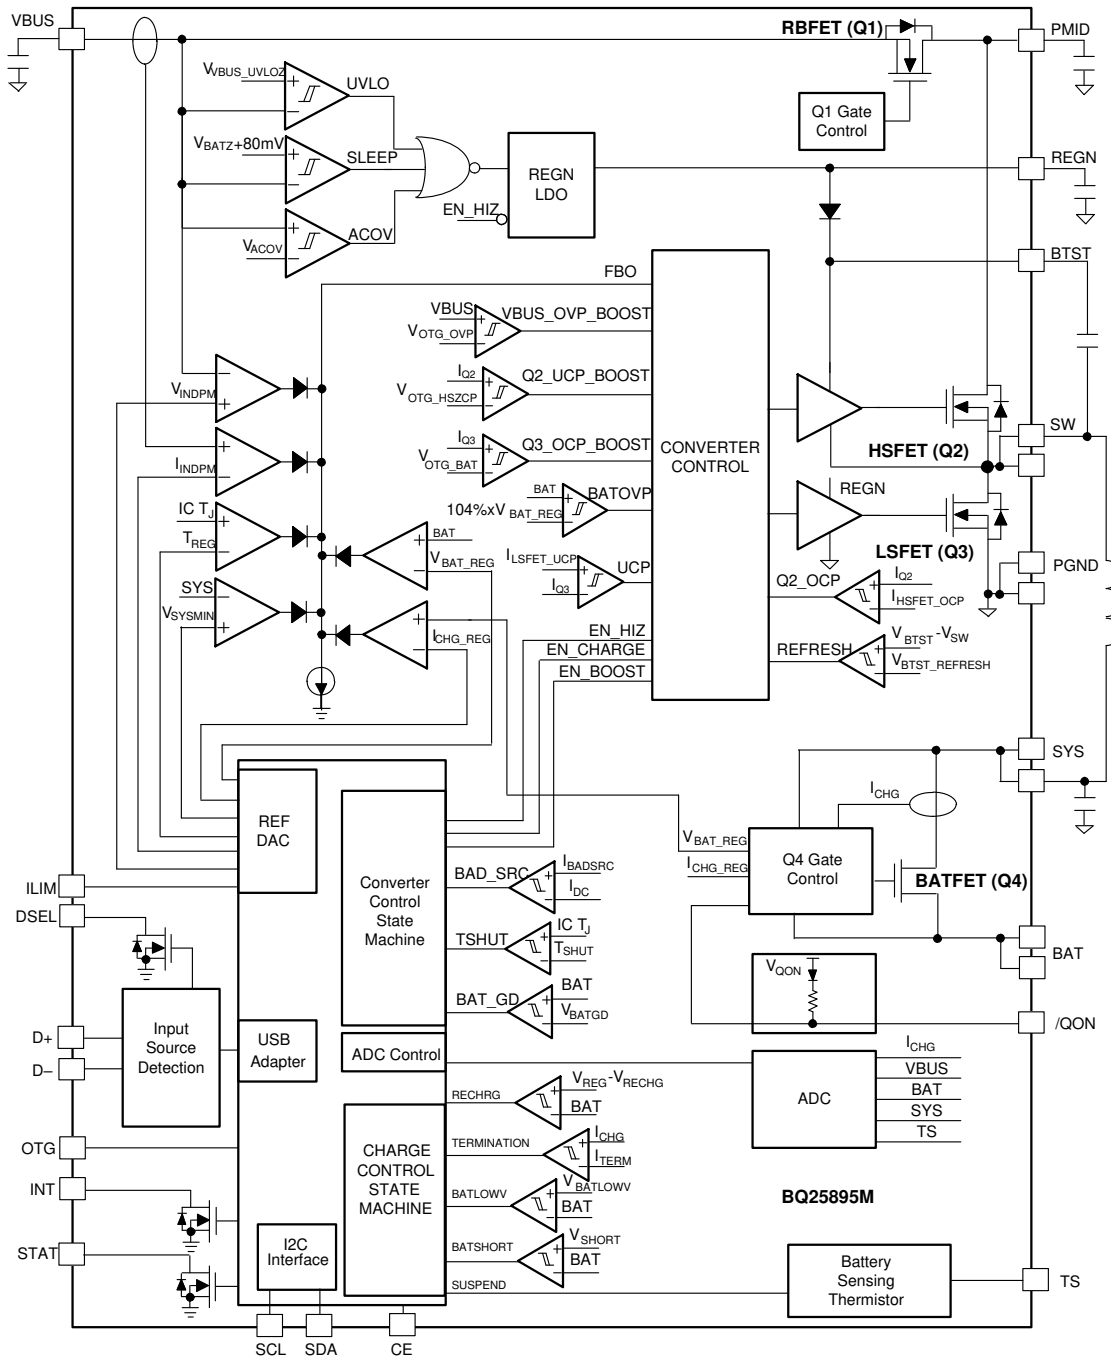 VBUS
RBFET (Q1)
PMID
VVBUS_UVLOZ
UVLO
Q1 Gate
Control
VBATZ+80mV
SLEEP
REGN
LDO
REGN
EN_HIZ
ACOV
VACOV
BTST
FBO
VBUS
VBUS_OVP_BOOST
VOTG_OVP
IQ2
Q2_UCP_BOOST
VOTG_HSZCP
VINDPM
IQ3
Q3_OCP_BOOST
VOTG_BAT
CONVERTER
CONTROL
HSFET (Q2)
SW
IINDPM
BAT
BATOVP
104%xVBAT_REG
REGN
LSFET (Q3)
IC TJ
TREG
BAT
VBAT_REG
ILSFET_UCP
UCP
IQ3
Q2_OCP
IQ2
IHSFET_OCP
PGND
SYS
VSYSMIN
ICHG_REG
EN_HIZ
EN_CHARGE
EN_BOOST
REFRESH
VBTST-VSW
VBTST_REFRESH
SYS
ICHG
REF
DAC
VBAT_REG
ICHG_REG
Q4 Gate
Control
BATFET (Q4)
ILIM
DSEL
Converter
Control
State
Machine
BAD_SRC
IBADSRC
IDC
TSHUT
IC TJ
TSHUT
BAT
VQON
BAT_GD
BAT
VBATGD
/QON
D+
D–
Input
Source
Detection
USB
Adapter
ADC Control
ADC
ICHG
VBUS
BAT
SYS
TS
RECHRG
VREG-VRECHG
BAT
OTG
CHARGE
CONTROL
STATE
MACHINE
TERMINATION
ICHG
ITERM
INT
BATLOWV
VBATLOWV
BAT
BQ25895M
STAT
I2C
Interface
BATSHORT
VSHORT
BAT
SUSPEND
Battery
Sensing
Thermistor
TS
SCL
SDA
CE